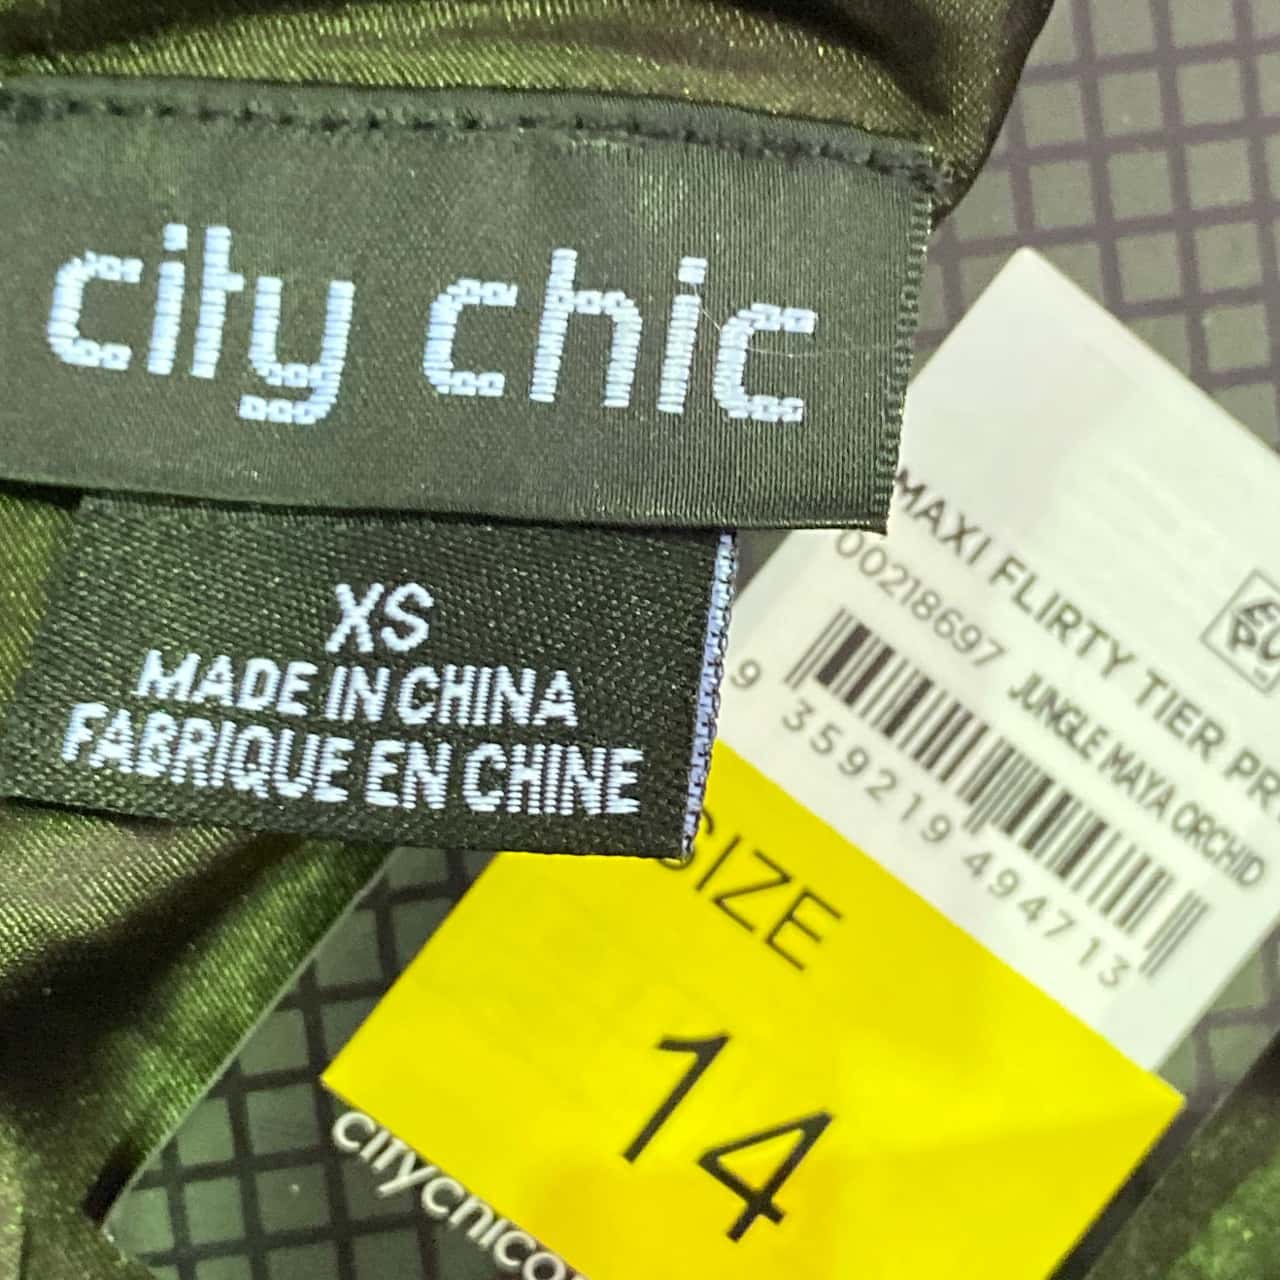 city chic
XS
MADE IN CHINA
FABRIQUE EN CHINE
MAXI FLIRTY TIER PR
00218697 JUNGLE MAYA ORCHID
9 359219 494713
SIZE
14
citychic